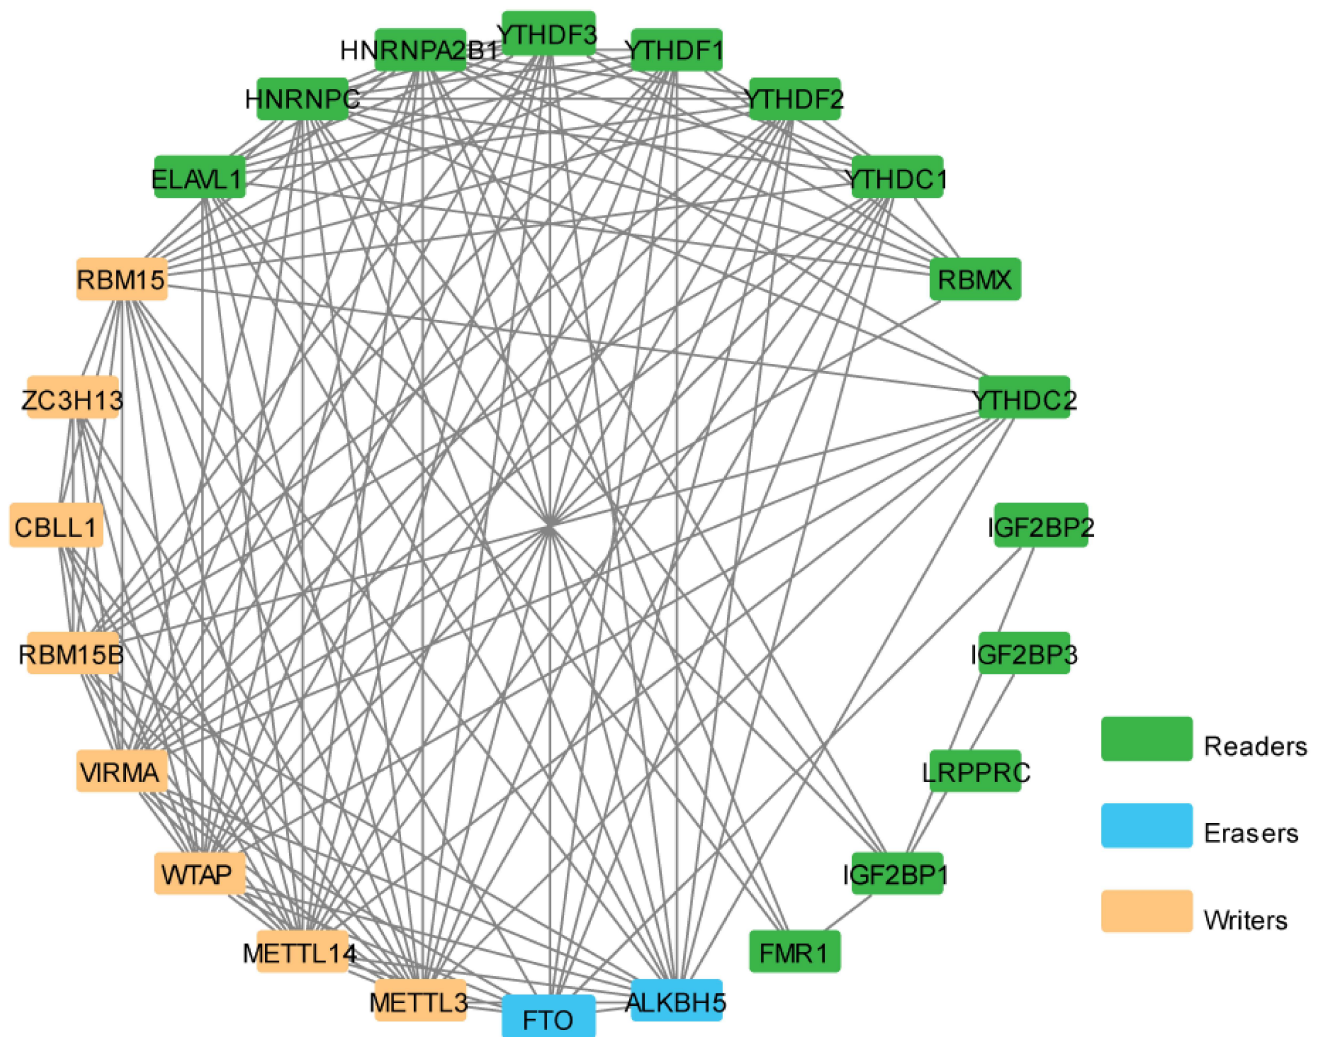 YTHDF3
HNRNPA2B1
YTHDF1
HNRNPC
YTHDF2
ELAVL1
YTHDC1
RBM15
RBMX
ZC3H13
YTHDC2
CBLL1
IGF2BP2
RBM15B
IGF2BP3
Readers
VIRMA
LRPPRC
Erasers
WTAP
IGF2BP1
Writers
METTL14
FMR1
METTL3
ALKBH5
FTO